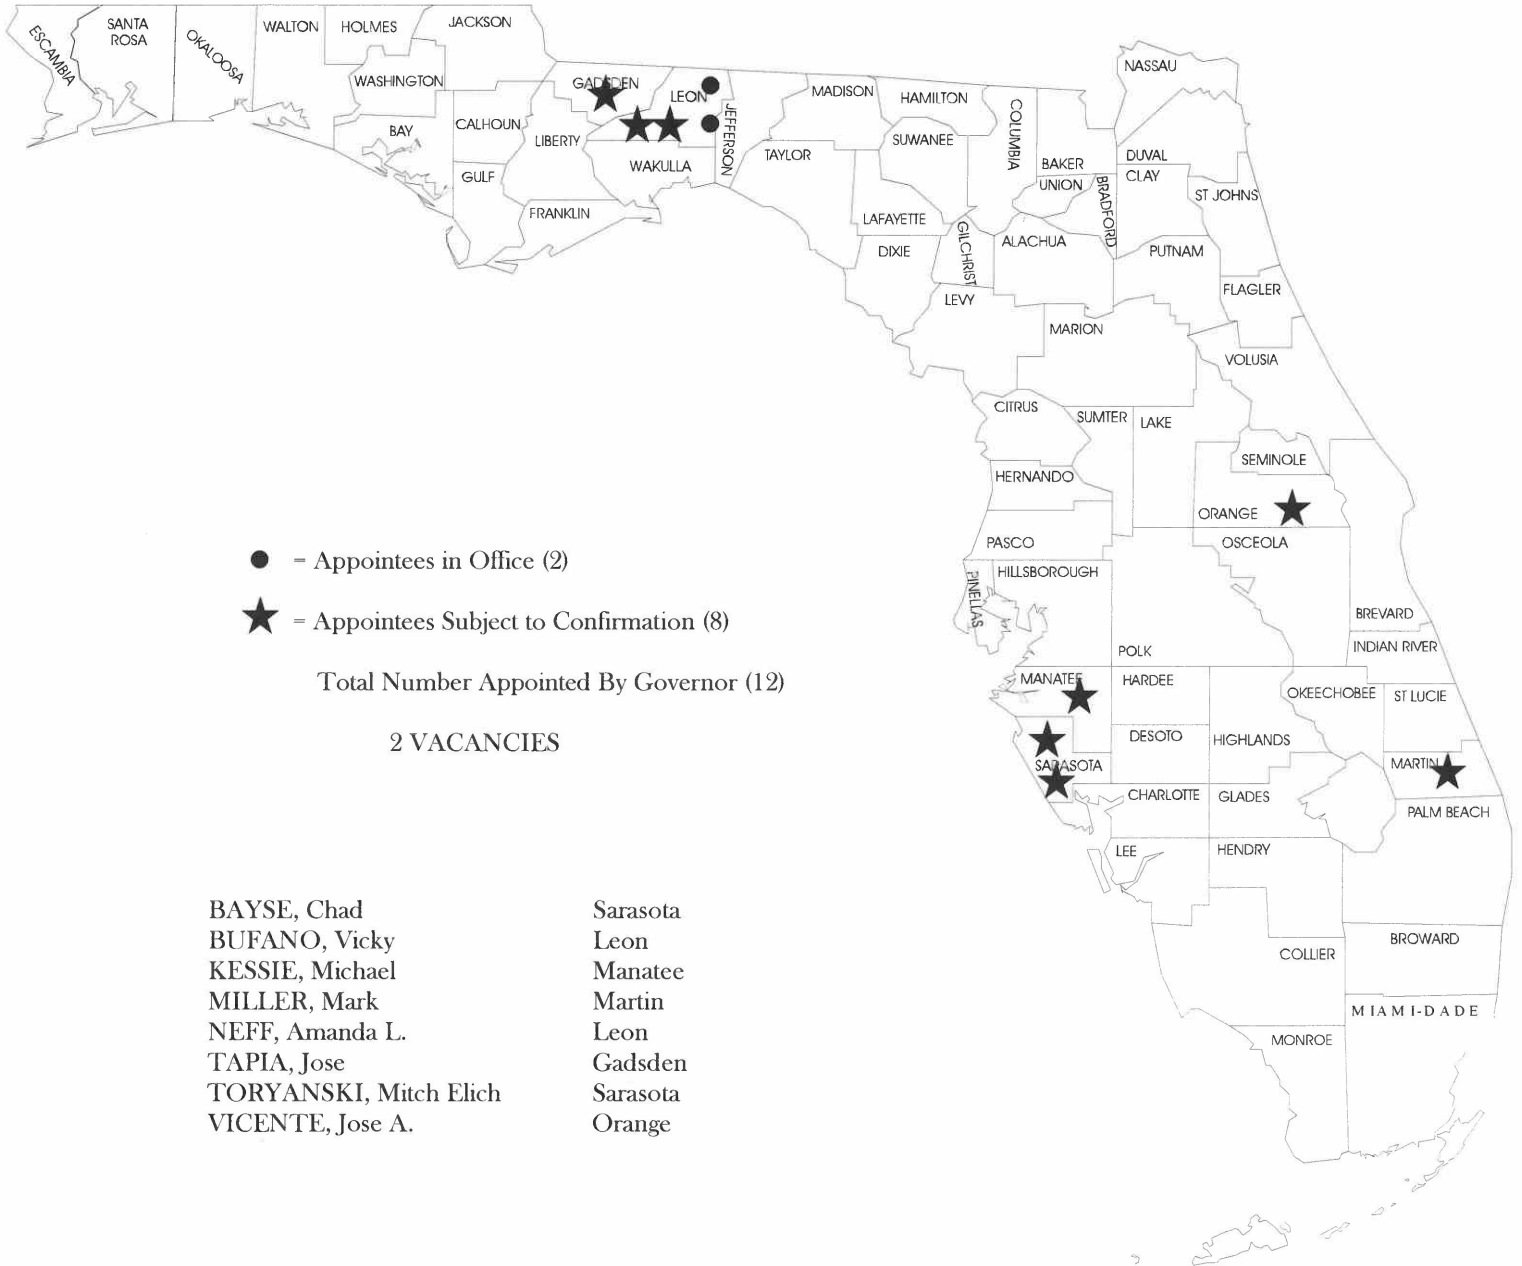 ESCAMBIA
SANTA
ROSA
OKALOOSA
WALTON
HOLMES
JACKSON
WASHINGTON
BAY
CALHOUN
GULF
GADSDEN
LIBERTY
FRANKLIN
LEON
WAKULLA
JEFFERSON
TAYLOR
MADISON
HAMILTON
SUWANEE
LAFAYETTE
DIXIE
COLUMBIA
GILCHRIST
LEVY
NASSAU
BAKER
UNION
BRADFORD
DUVAL
CLAY
ST JOHNS
ALACHUA
PUTNAM
FLAGLER
MARION
VOLUSIA
CITRUS
SUMTER
LAKE
SEMINOLE
HERNANDO
ORANGE
PASCO
OSCEOLA
PINELLAS
HILLSBOROUGH
POLK
BREVARD
INDIAN RIVER
MANATEE
HARDEE
OKEECHOBEE
ST LUCIE
DESOTO
HIGHLANDS
SARASOTA
MARTIN
CHARLOTTE
GLADES
PALM BEACH
LEE
HENDRY
COLLIER
BROWARD
MIAMI-DADE
MONROE
= Appointees in Office (2)
= Appointees Subject to Confirmation (8)
Total Number Appointed By Governor (12)
2 VACANCIES
BAYSE, Chad Sarasota
BUFANO, Vicky Leon
KESSIE, Michael Manatee
MILLER, Mark Martin
NEFF, Amanda L. Leon
TAPIA, Jose Gadsden
TORYANSKI, Mitch Elich Sarasota
VICENTE, Jose A. Orange